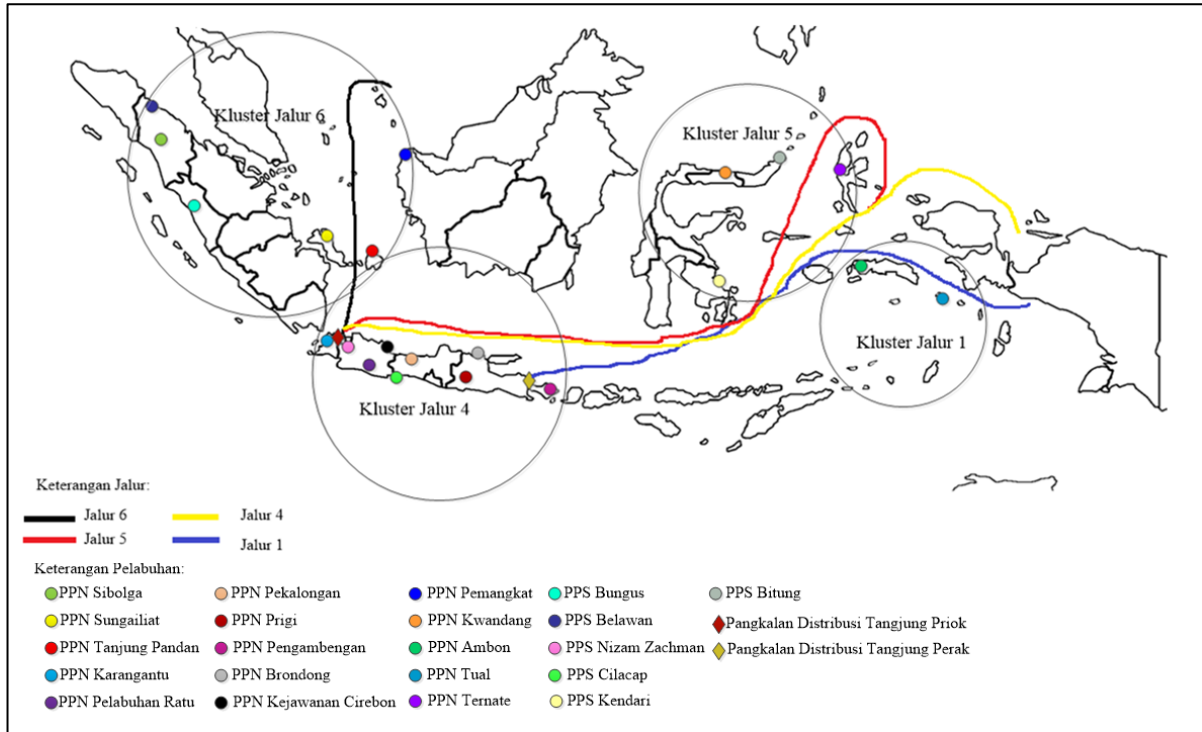 Kluster Jalur 6
Kluster Jalur 5
Kluster Jalur 1
Kluster Jalur 4
Keterangan Jalur:
Jalur 6
Jalur 4
Jalur 5
Jalur 1
Keterangan Pelabuhan:
PPN Sibolga
PPN Pekalongan
PPN Pemangkat
PPS Bungus
PPS Bitung
PPN Sungailiat
PPN Prigi
PPN Kwandang
PPS Belawan
Pangkalan Distribusi Tangjung Priok
PPN Tanjung Pandan
PPN Pengambengan
PPN Ambon
PPS Nizam Zachman
Pangkalan Distribusi Tangjung Perak
PPN Karangantu
PPN Brondong
PPN Tual
PPS Cilacap
PPN Pelabuhan Ratu
PPN Kejawanan Cirebon
PPN Ternate
PPS Kendari